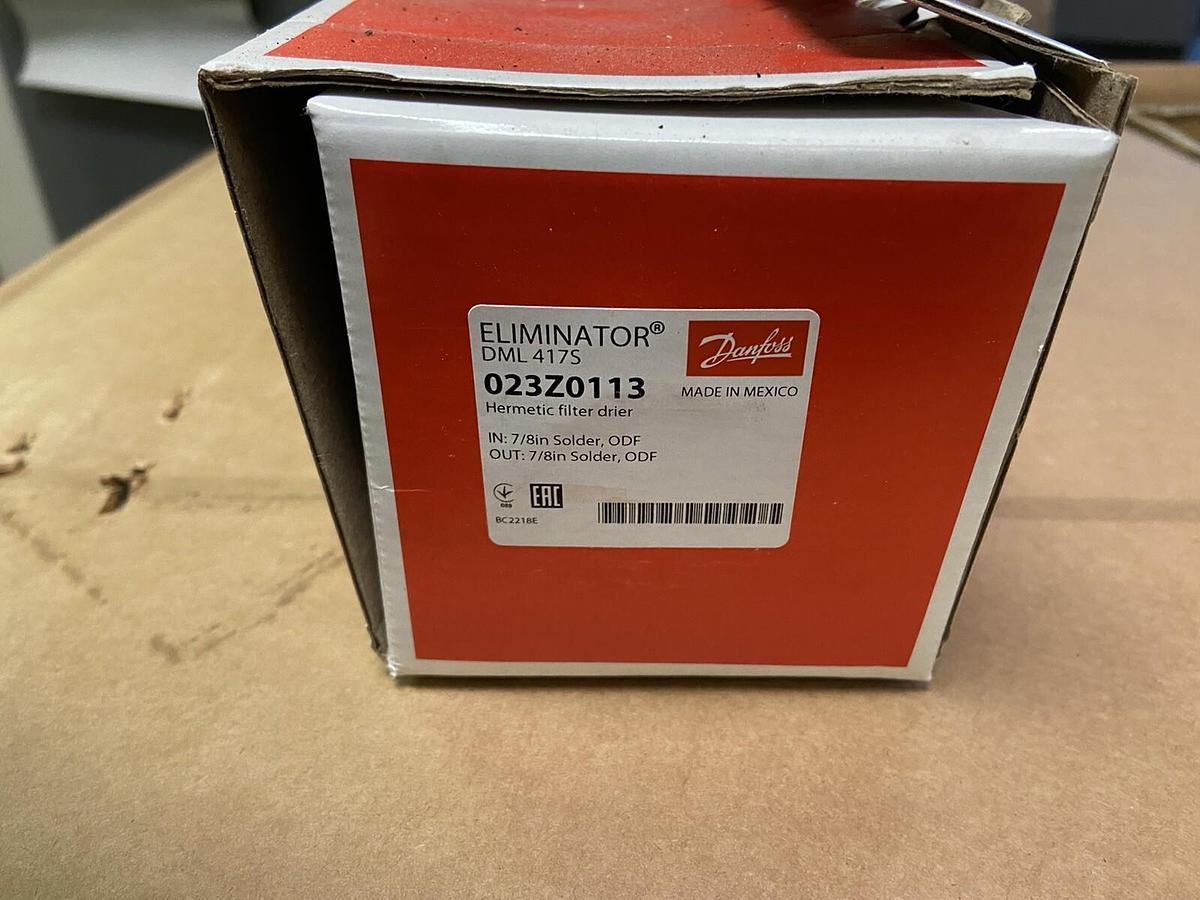 ELIMINATOR®
DML 417S
Danfoss
023Z0113
MADE IN MEXICO
Hermetic filter drier
IN: 7/8in Solder, ODF
OUT: 7/8in Solder, ODF
EAC
BC2218E